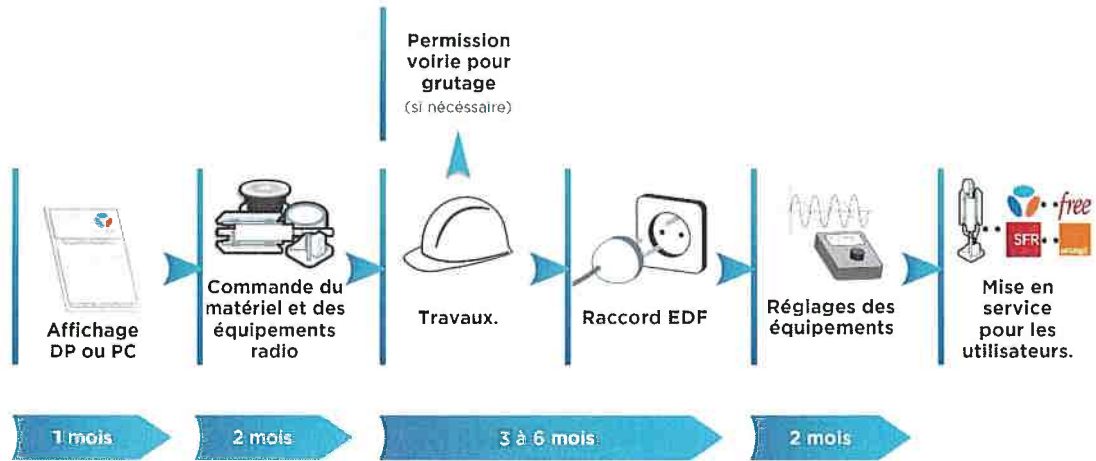 Permission
voirie pour
grutage
(si nécéssaire)
Affichage
DP ou PC
Commande du
matériel et des
équipements
radio
Travaux.
Raccord EDF
Réglages des
équipements
free
SFR
Mise en
service
pour les
utilisateurs.
1 mois
2 mois
3 à 6 mois
2 mois